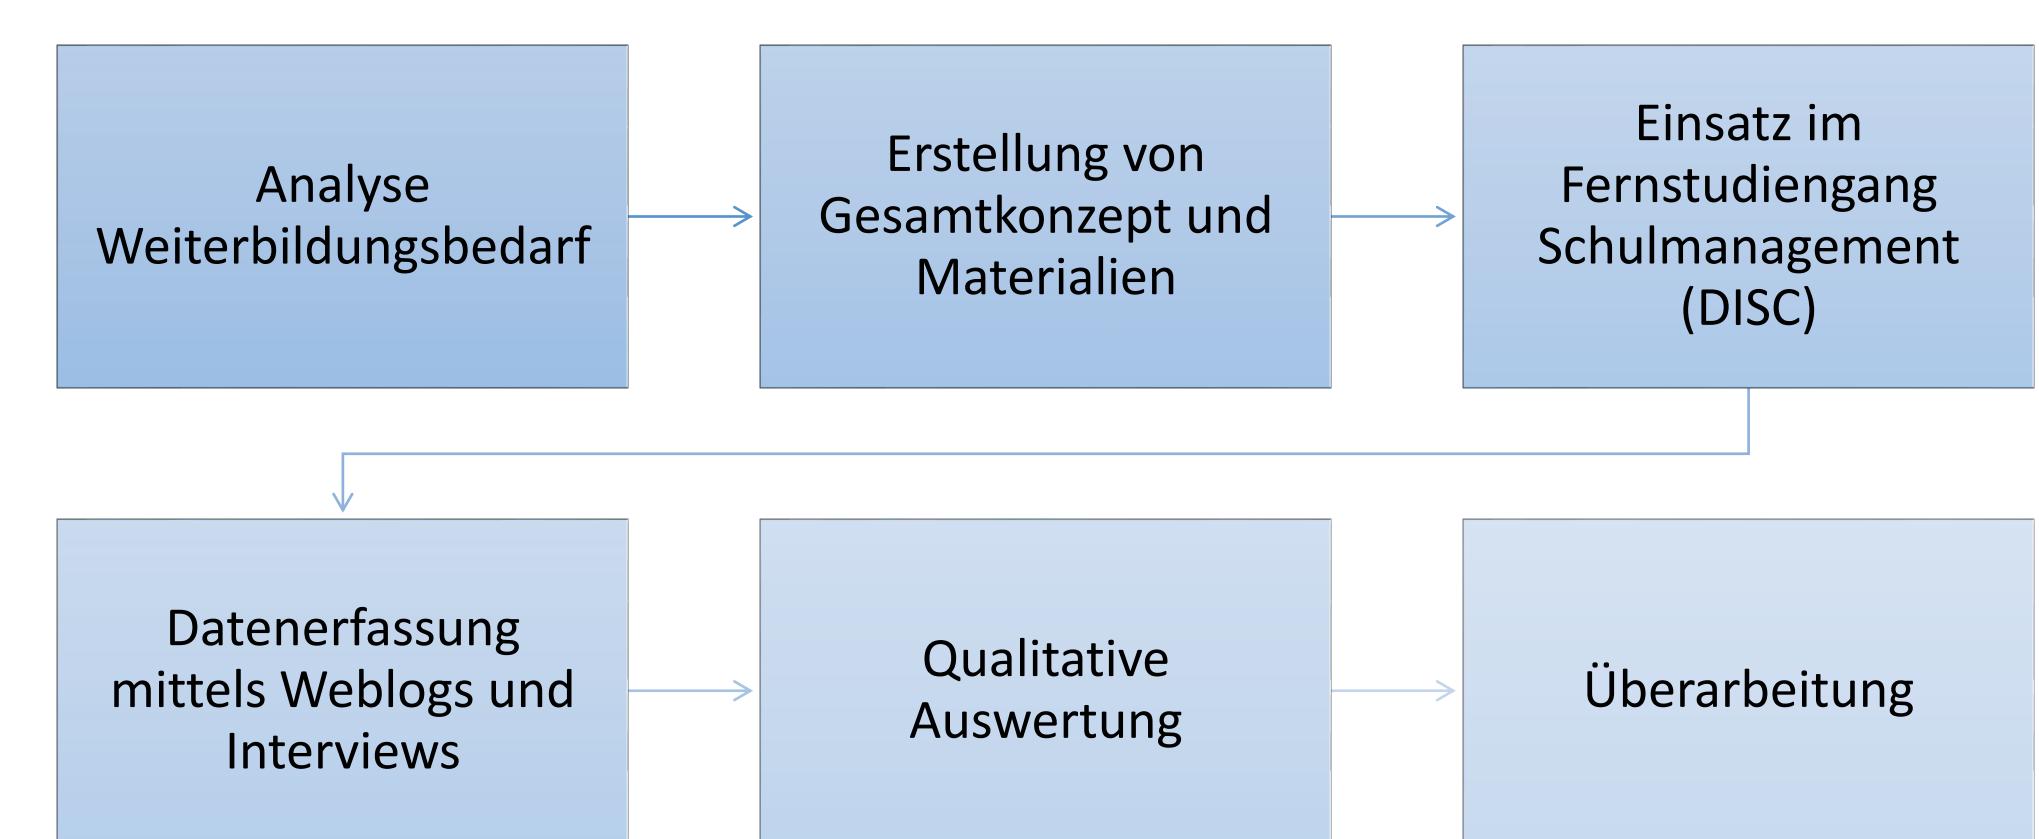 Analyse
Weiterbildungsbedarf
Erstellung von
Gesamtkonzept und
Materialien
Einsatz im
Fernstudiengang
Schulmanagement
(DISC)
Datenerfassung
mittels Weblogs und
Interviews
Qualitative
Auswertung
Überarbeitung